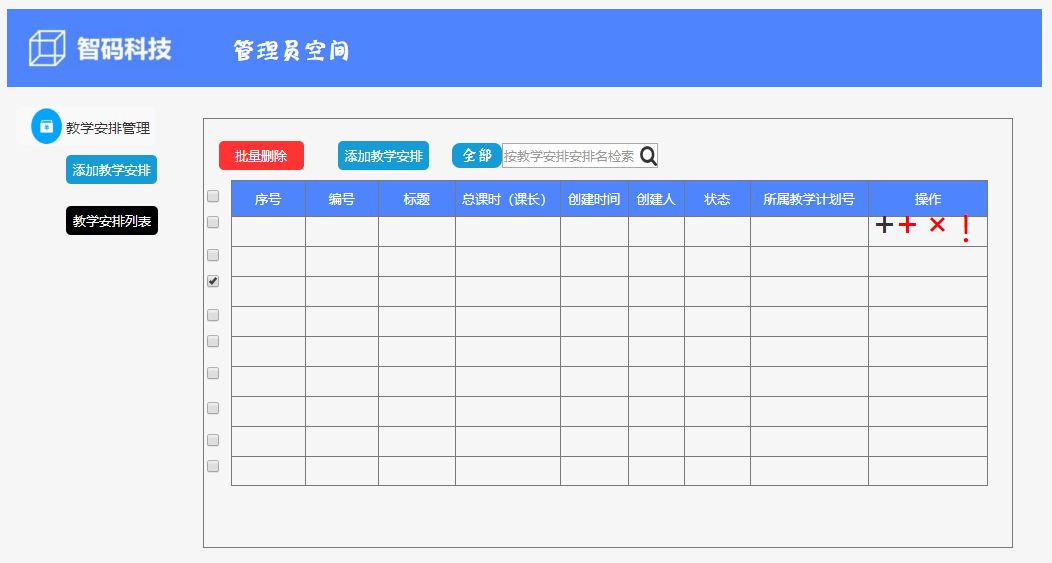 智码科技 管理员空间
教学安排管理
添加教学安排
教学安排列表
批量删除 添加教学安排 全部 按教学安排安排名检索
序号 编号 标题 总课时（课长） 创建时间 创建人 状态 所属教学计划号 操作